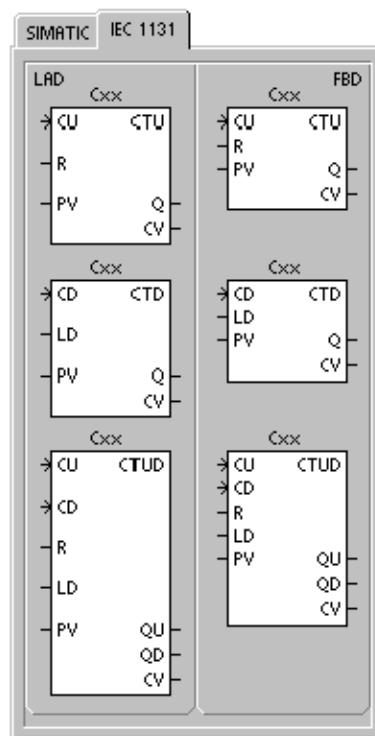 SIMATIC IEC 1131
LAD FBD
Cxx Cxx
CU CTU CU CTU
R R
PV Q PV Q
CV CV
Cxx Cxx
CD CTD CD CTD
LD LD
PV Q PV Q
CV CV
Cxx Cxx
CU CTUD CU CTUD
CD CD
R R
LD LD
PV QU PV QU
QD QD
CV CV